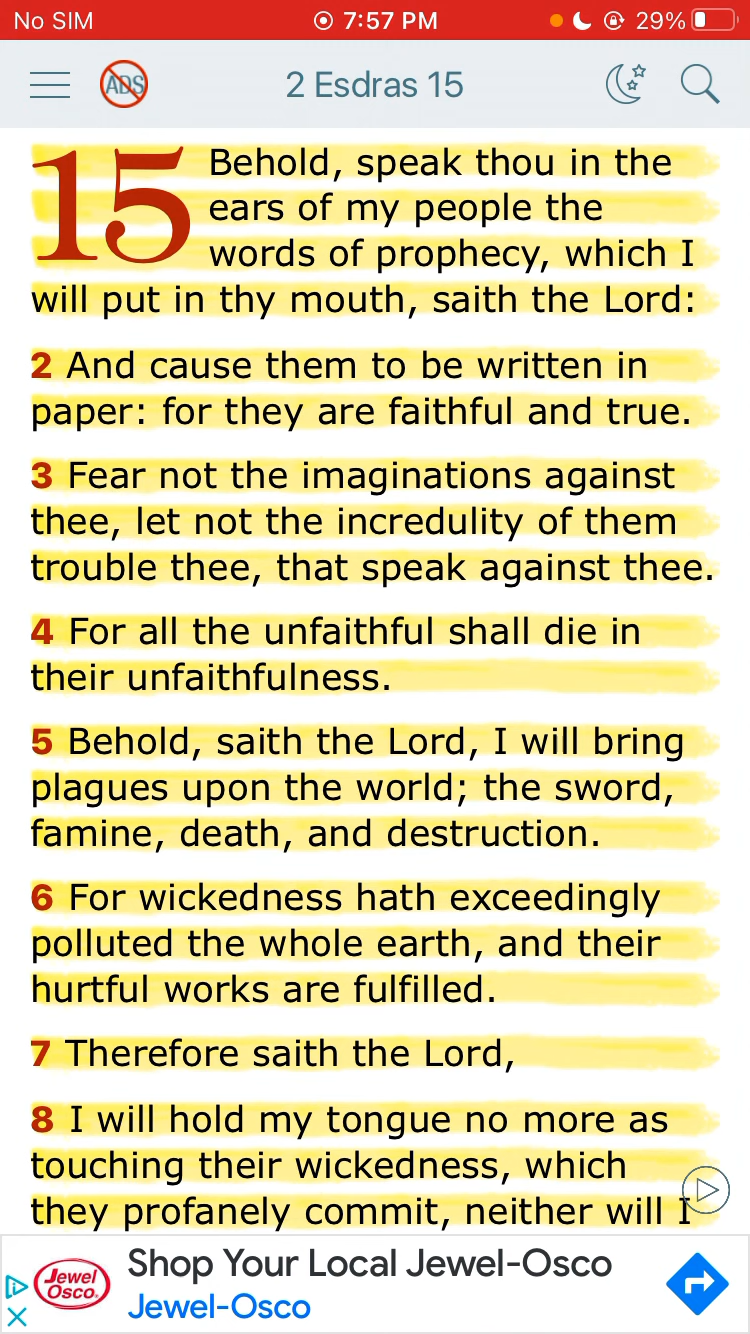 No SIM 7:57 PM 29%
ADS 2 Esdras 15
15 Behold, speak thou in the
ears of my people the
words of prophecy, which I
will put in thy mouth, saith the Lord:
2 And cause them to be written in
paper: for they are faithful and true.
3 Fear not the imaginations against
thee, let not the incredulity of them
trouble thee, that speak against thee.
4 For all the unfaithful shall die in
their unfaithfulness.
5 Behold, saith the Lord, I will bring
plagues upon the world; the sword,
famine, death, and destruction.
6 For wickedness hath exceedingly
polluted the whole earth, and their
hurtful works are fulfilled.
7 Therefore saith the Lord,
8 I will hold my tongue no more as
touching their wickedness, which
they profanely commit, neither will I
Jewel
Osco.
Shop Your Local Jewel-Osco
Jewel-Osco